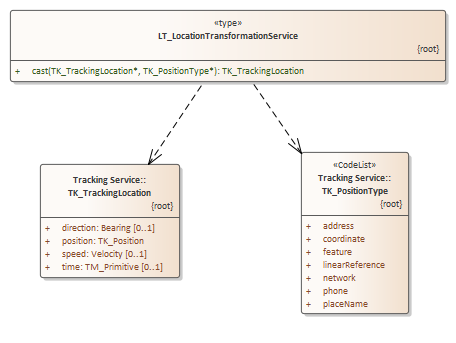 «type»
LT_LocationTransformationService
{root}
+ cast(TK_TrackingLocation*, TK_PositionType*): TK_TrackingLocation
Tracking Service::
TK_TrackingLocation
{root}
+ direction: Bearing [0..1]
+ position: TK_Position
+ speed: Velocity [0..1]
+ time: TM_Primitive [0..1]
«CodeList»
Tracking Service::
TK_PositionType
{root}
+ address
+ coordinate
+ feature
+ linearReference
+ network
+ phone
+ placeName